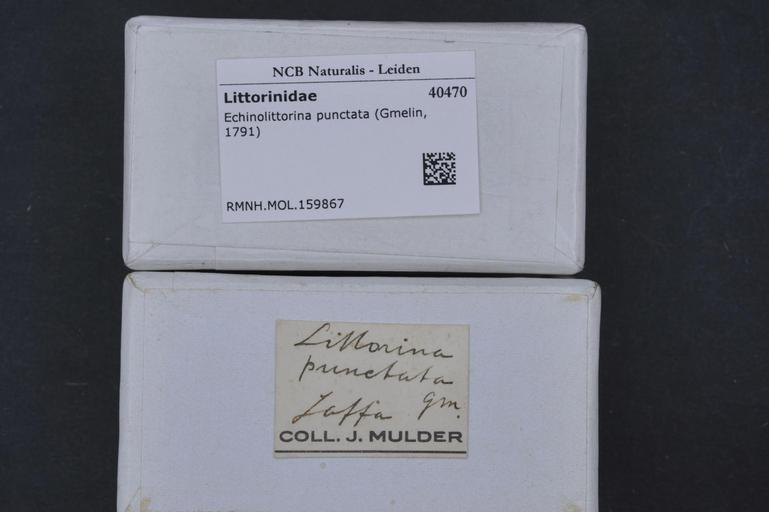 NCB Naturalis - Leiden
Littorinidae 40470
Echinolittorina punctata (Gmelin,
1791)
RMNH.MOL.159867
Littorina
punctata
Gm.
Jaffa
COLL. J. MULDER